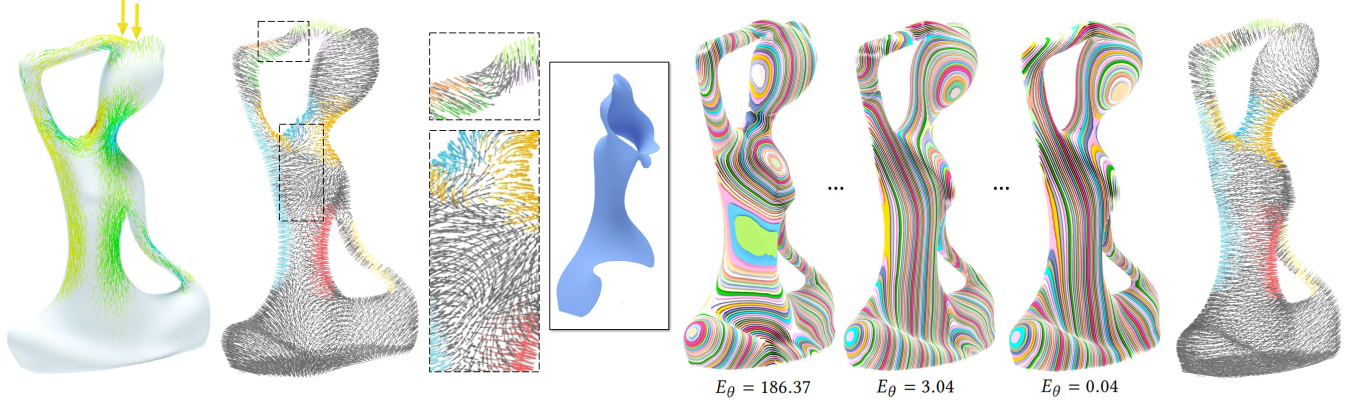 ... ...
E_θ = 186.37 E_θ = 3.04 E_θ = 0.04